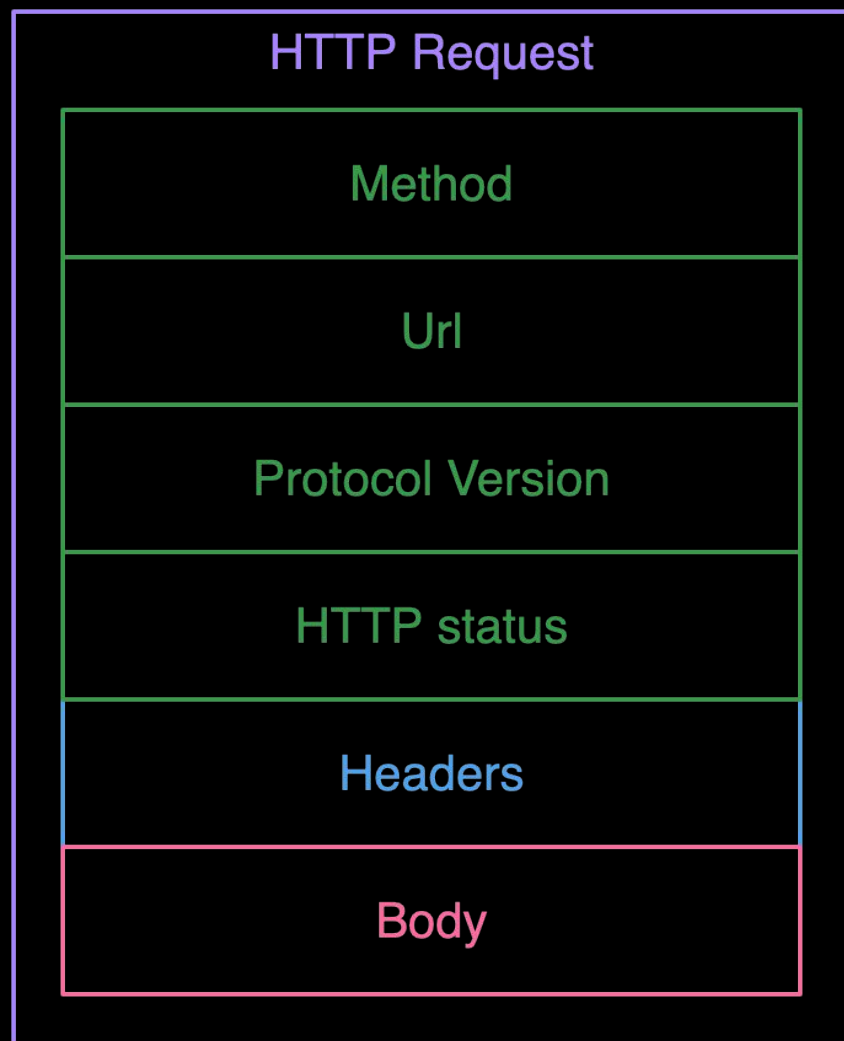 HTTP Request
Method
Url
Protocol Version
HTTP status
Headers
Body